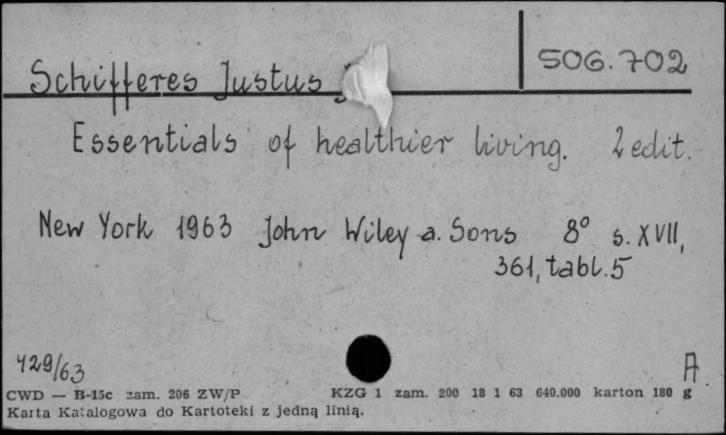 506.702
Schifferes Justus
Essentials of healthier living. 2 edit.
New York 1963 John Wiley a. Sons 8° s. XVII,
361, tabl. 5
429/63
A
CWD — B-15c zam. 206 ZW/P KZG 1 zam. 200 18 1 63 640.000 karton 180 g
Karta Katalogowa do Kartoteki z jedną linią.